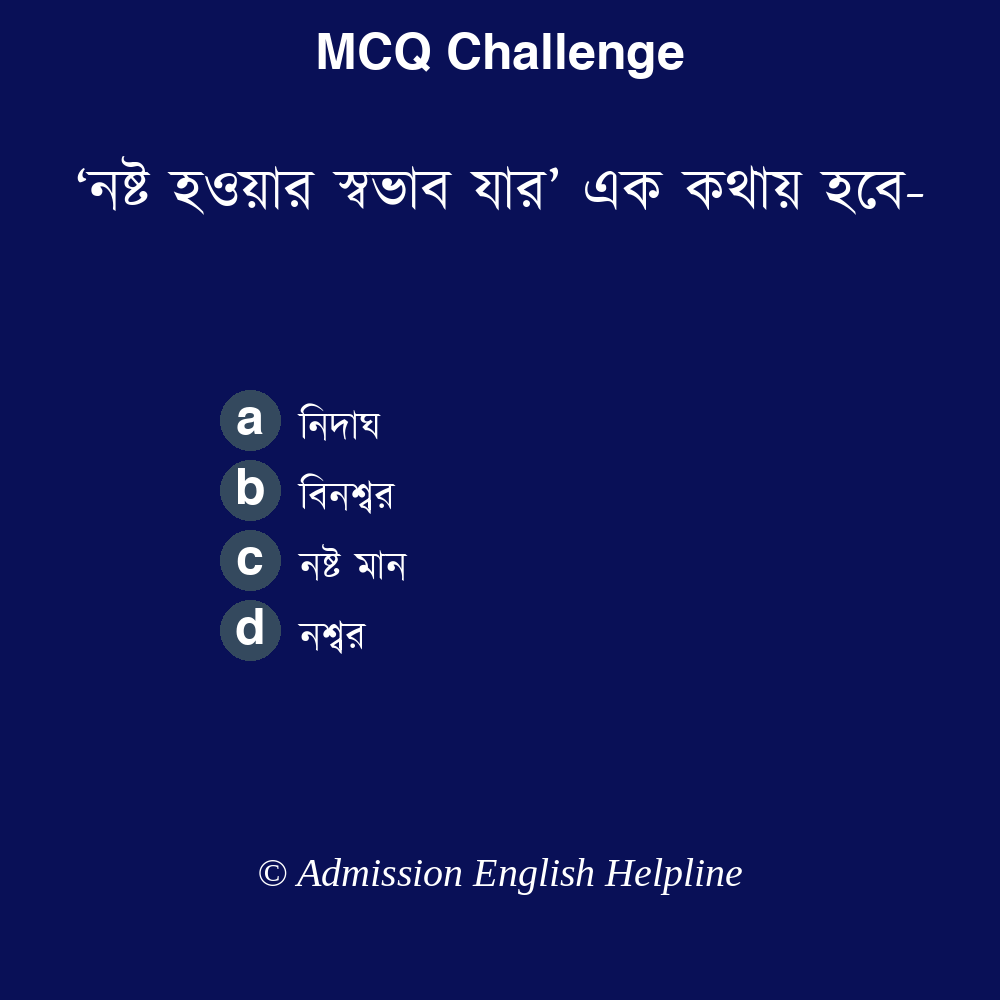 MCQ Challenge
‘নষ্ট হওয়ার স্বভাব যার’ এক কথায় হবে-
a নিদাঘ
b বিনশ্বর
c নষ্ট মান
d নশ্বর
© Admission English Helpline